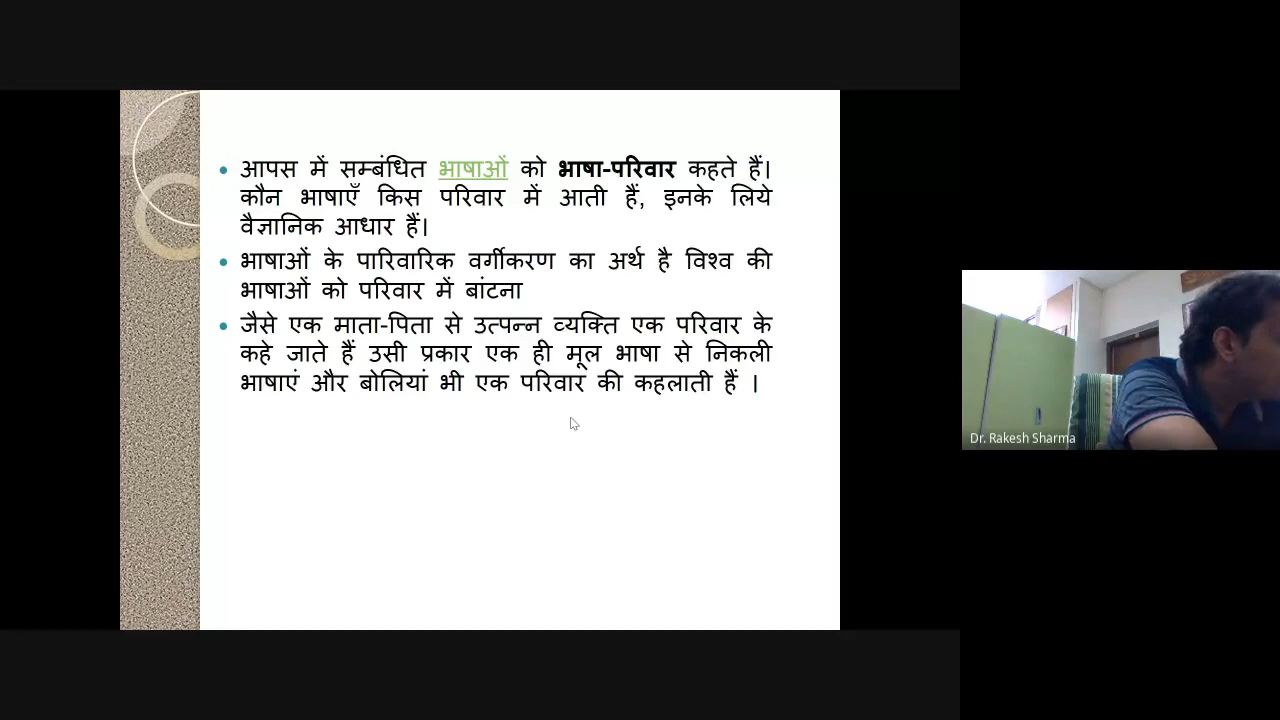 आपस में सम्बंधित भाषाओं को भाषा-परिवार कहते हैं।
कौन भाषाएँ किस परिवार में आती हैं, इनके लिये
वैज्ञानिक आधार हैं।
भाषाओं के पारिवारिक वर्गीकरण का अर्थ है विश्व की
भाषाओं को परिवार में बांटना
जैसे एक माता-पिता से उत्पन्न व्यक्ति एक परिवार के
कहे जाते हैं उसी प्रकार एक ही मूल भाषा से निकली
भाषाएं और बोलियां भी एक परिवार की कहलाती हैं ।
Dr. Rakesh Sharma